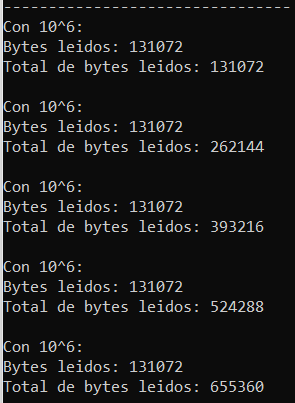 --------------------------------
Con 10^6:
Bytes leidos: 131072
Total de bytes leidos: 131072
Con 10^6:
Bytes leidos: 131072
Total de bytes leidos: 262144
Con 10^6:
Bytes leidos: 131072
Total de bytes leidos: 393216
Con 10^6:
Bytes leidos: 131072
Total de bytes leidos: 524288
Con 10^6:
Bytes leidos: 131072
Total de bytes leidos: 655360